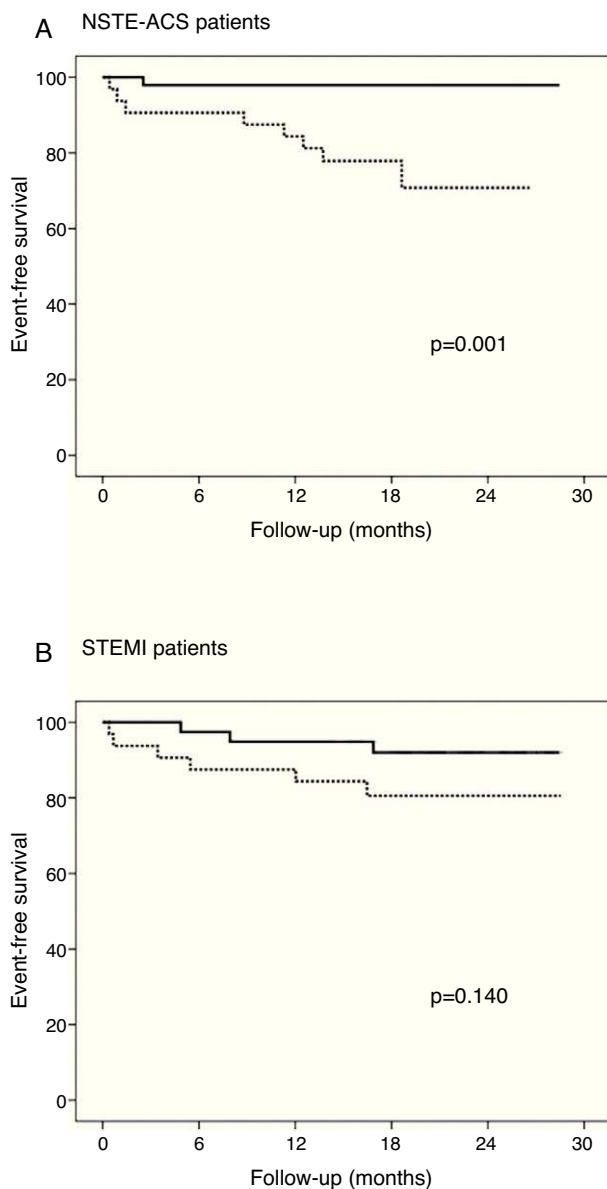 A NSTE-ACS patients
100
80
60
40
20
0
Event-free survival
p=0.001
0 6 12 18 24 30
Follow-up (months)
B STEMI patients
100
80
60
40
20
0
Event-free survival
p=0.140
0 6 12 18 24 30
Follow-up (months)